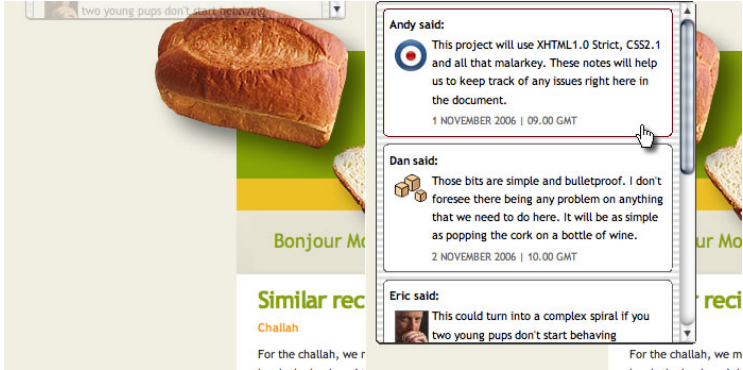 two young pups don't start behaving
Bonjour Mo
Similar rec
Challah
For the challah, we r
Andy said:
This project will use XHTML1.0 Strict, CSS2.1
and all that malarkey. These notes will help
us to keep track of any issues right here in
the document.
1 NOVEMBER 2006 | 09.00 GMT
Dan said:
Those bits are simple and bulletproof. I don't
foresee there being any problem on anything
that we need to do here. It will be as simple
as popping the cork on a bottle of wine.
2 NOVEMBER 2006 | 10.00 GMT
Eric said:
This could turn into a complex spiral if you
two young pups don't start behaving
ur Mo
reci
For the challah, we m